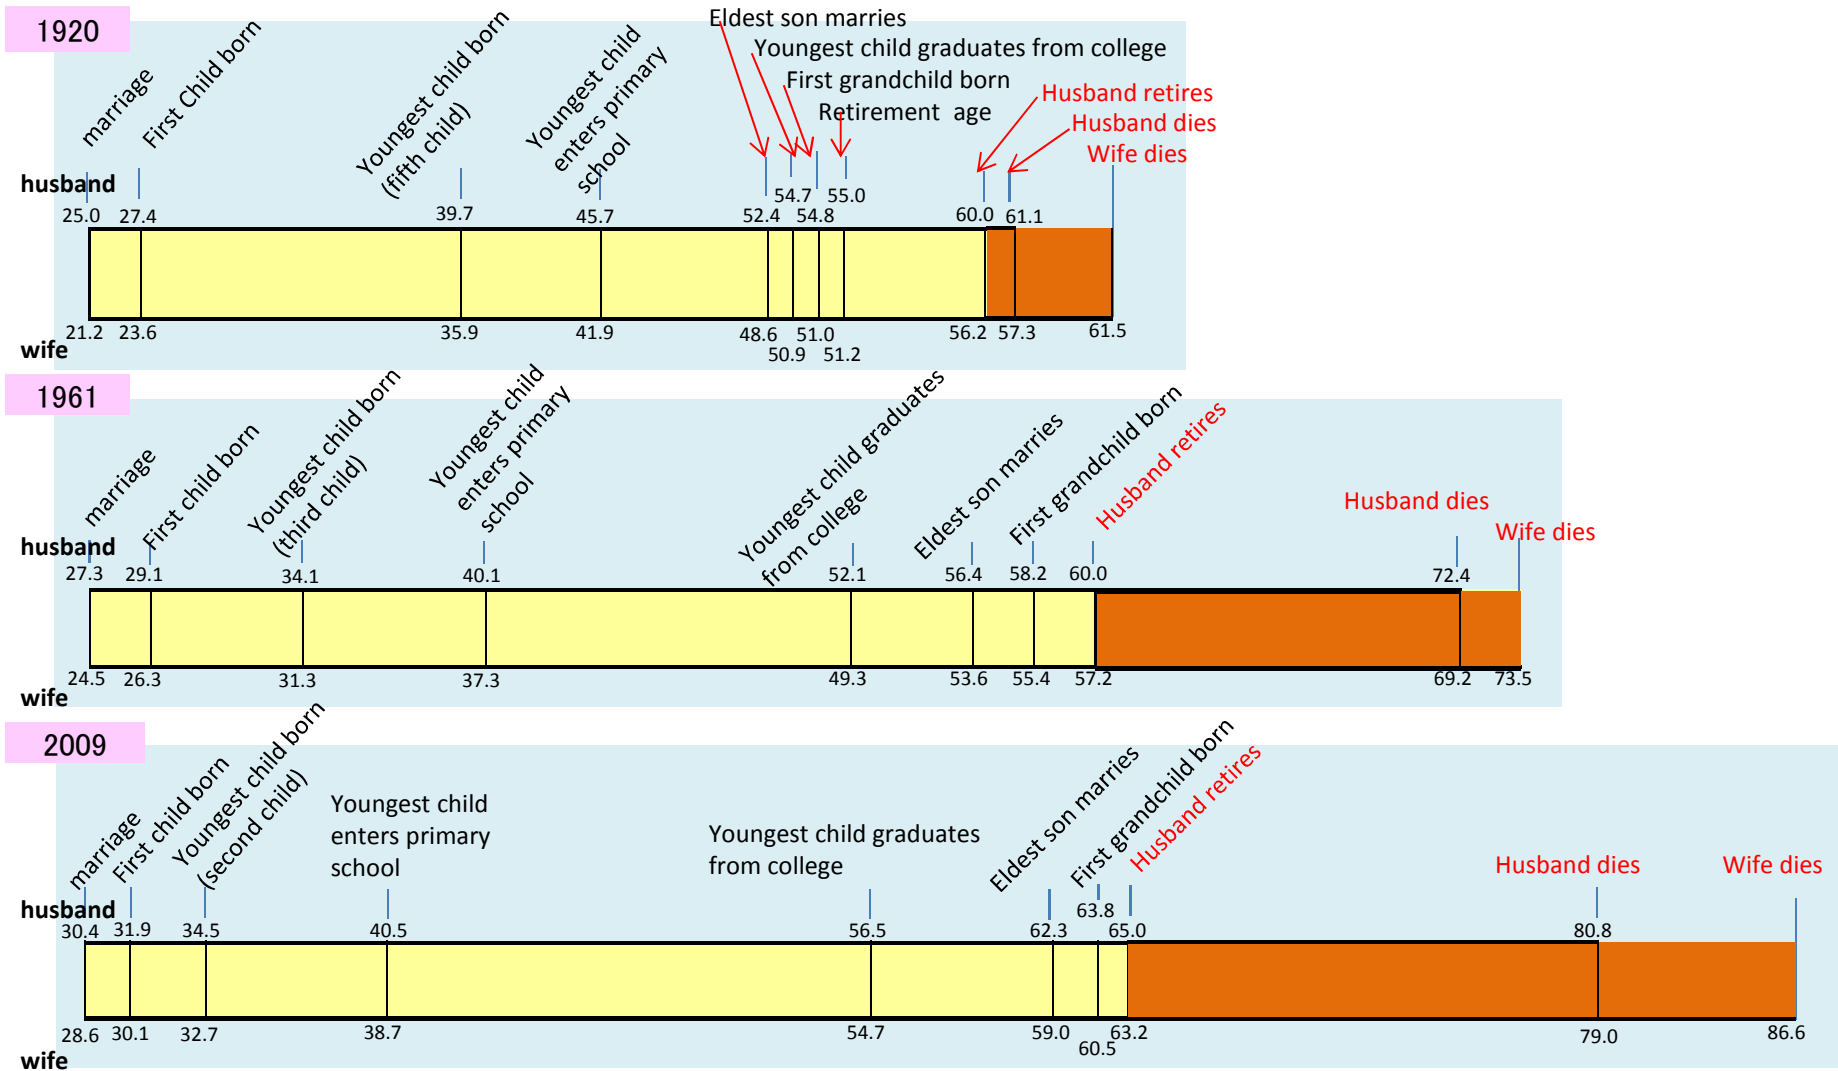 1920
marriage
First Child born
Youngest child born
(fifth child)
Youngest child
enters primary
school
Eldest son marries
Youngest child graduates from college
First grandchild born
Retirement age
Husband retires
Husband dies
Wife dies
husband
25.0 27.4 39.7 45.7 52.4 54.7 54.8 55.0 60.0 61.1
21.2 23.6 35.9 41.9 48.6 50.9 51.0 51.2 56.2 57.3 61.5
wife
1961
marriage
First child born
Youngest child born
(third child)
Youngest child
enters primary
school
Youngest child graduates
from college
Eldest son marries
First grandchild born
Husband retires
Husband dies
Wife dies
husband
27.3 29.1 34.1 40.1 52.1 56.4 58.2 60.0 72.4
24.5 26.3 31.3 37.3 49.3 53.6 55.4 57.2 69.2 73.5
wife
2009
marriage
First child born
Youngest child born
(second child)
Youngest child
enters primary
school
Youngest child graduates
from college
Eldest son marries
First grandchild born
Husband retires
Husband dies
Wife dies
husband
30.4 31.9 34.5 40.5 56.5 62.3 63.8 65.0 80.8
28.6 30.1 32.7 38.7 54.7 59.0 60.5 63.2 79.0 86.6
wife